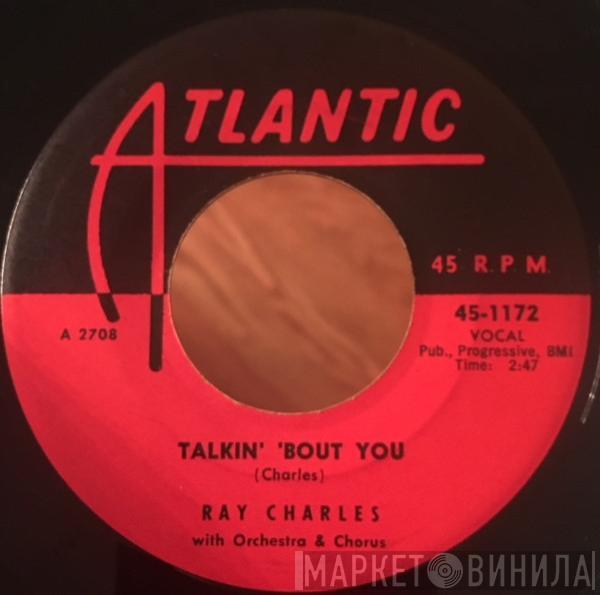 ATLANTIC
45 R.P.M.
A 2708
45-1172
VOCAL
Pub., Progressive, BMI
Time: 2:47
TALKIN' 'BOUT YOU
(Charles)
RAY CHARLES
with Orchestra & Chorus
МАРКЕТ ВИНИЛА